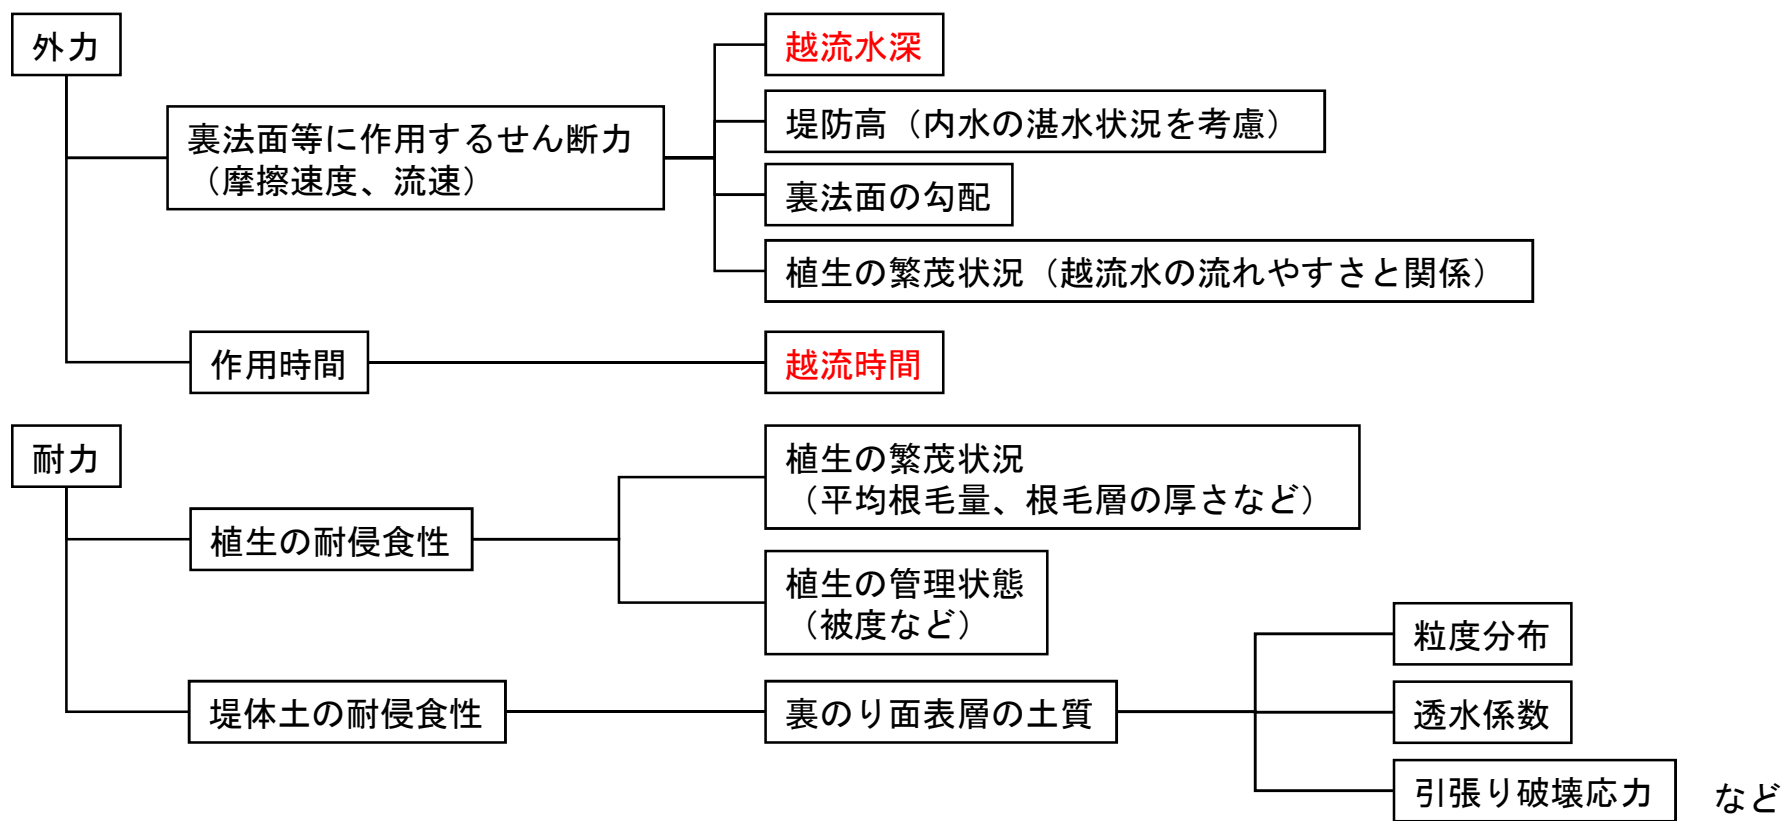 外力
裏法面等に作用するせん断力
（摩擦速度、流速）
越流水深
堤防高（内水の湛水状況を考慮）
裏法面の勾配
植生の繁茂状況（越流水の流れやすさと関係）
作用時間
越流時間
耐力
植生の耐侵食性
植生の繁茂状況
（平均根毛量、根毛層の厚さなど）
植生の管理状態
（被度など）
堤体土の耐侵食性
裏のり面表層の土質
粒度分布
透水係数
引張り破壊応力
など